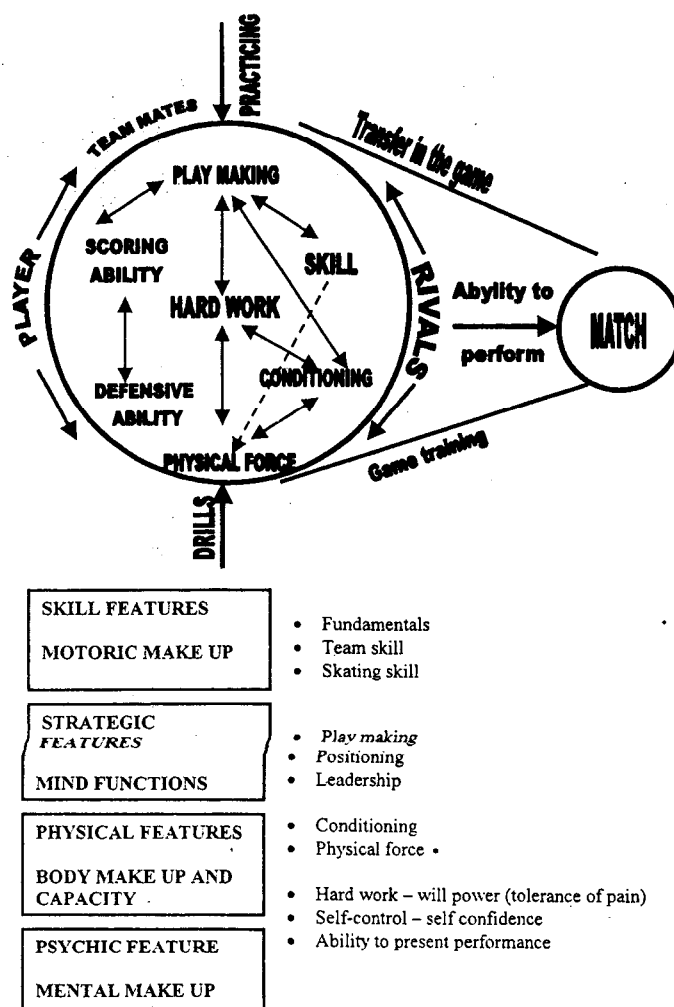 PRACTICING
TEAM MATES
Transfer in the game
PLAY MAKING
SCORING
ABILITY
SKILL
PLAYER
RIVALS
HARD WORK
Abylity to
perform
MATCH
CONDITIONING
DEFENSIVE
ABILITY
PHYSICAL FORCE
Game training
DRILLS
SKILL FEATURES
MOTORIC MAKE UP
• Fundamentals
• Team skill
• Skating skill
STRATEGIC
FEATURES
MIND FUNCTIONS
• Play making
• Positioning
• Leadership
PHYSICAL FEATURES
BODY MAKE UP AND
CAPACITY
• Conditioning
• Physical force
• Hard work – will power (tolerance of pain)
• Self-control – self confidence
• Ability to present performance
PSYCHIC FEATURE
MENTAL MAKE UP